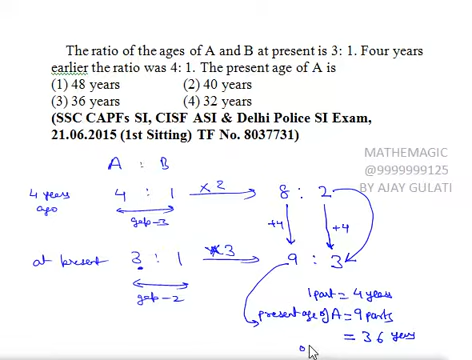 The ratio of the ages of A and B at present is 3: 1. Four years
earlier the ratio was 4: 1. The present age of A is
(1) 48 years (2) 40 years
(3) 36 years (4) 32 years
(SSC CAPFs SI, CISF ASI & Delhi Police SI Exam,
21.06.2015 (1st Sitting) TF No. 8037731)
MATHEMAGIC
@9999999125
BY AJAY GULATI
A : B
4 years ago 4 : 1 ×2 8 : 2
gap-3
+4 +4
at present 3 : 1 ×3 9 : 3
gap-2
1 part = 4 years
present age of A = 9 parts
= 36 years